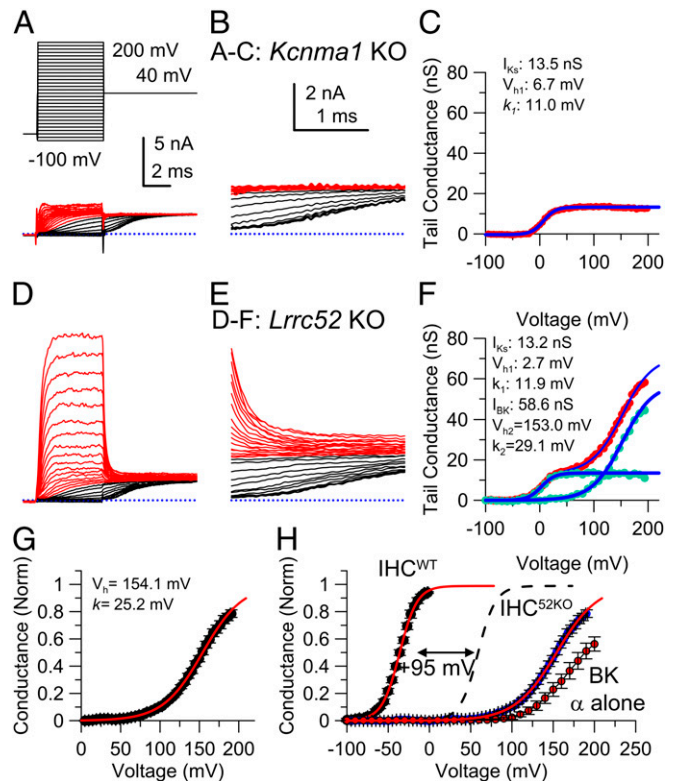 A
200 mV
40 mV
-100 mV
5 nA
2 ms
B
A-C: Kcnma1 KO
2 nA
1 ms
C
Tail Conductance (nS)
80
60
40
20
0
I_Ks: 13.5 nS
V_h1: 6.7 mV
k_1: 11.0 mV
-100 0 100 200
Voltage (mV)
D
E
D-F: Lrrc52 KO
F
Tail Conductance (nS)
80
60
40
20
0
I_Ks: 13.2 nS
V_h1: 2.7 mV
k_1: 11.9 mV
I_BK: 58.6 nS
V_h2=153.0 mV
k_2=29.1 mV
-100 0 100 200
Voltage (mV)
G
Conductance (Norm)
1
0.8
0.6
0.4
0.2
0
V_h= 154.1 mV
k= 25.2 mV
0 50 100 150 200
Voltage (mV)
H
Conductance (Norm)
1
0.8
0.6
0.4
0.2
0
IHC^WT
IHC^52KO
+95 mV
BK
α alone
-100 -50 0 50 100 150 200 250
Voltage (mV)